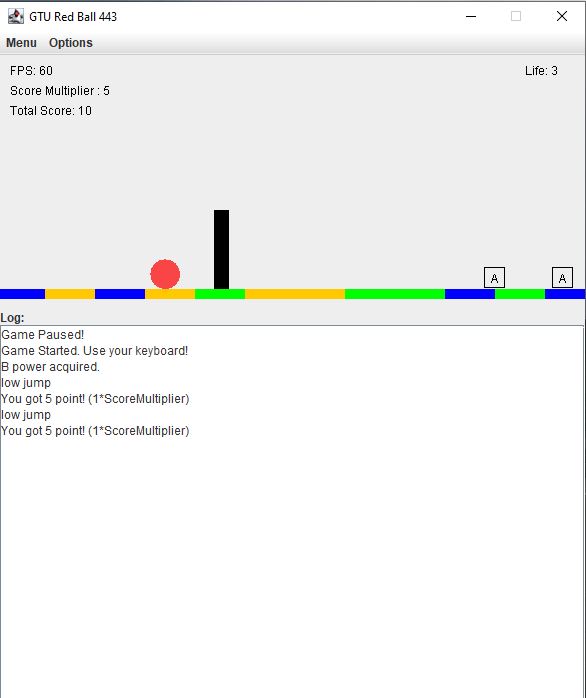 GTU Red Ball 443
Menu Options
FPS: 60 Life: 3
Score Multiplier : 5
Total Score: 10
A A
Log:
Game Paused!
Game Started. Use your keyboard!
B power acquired.
low jump
You got 5 point! (1*ScoreMultiplier)
low jump
You got 5 point! (1*ScoreMultiplier)